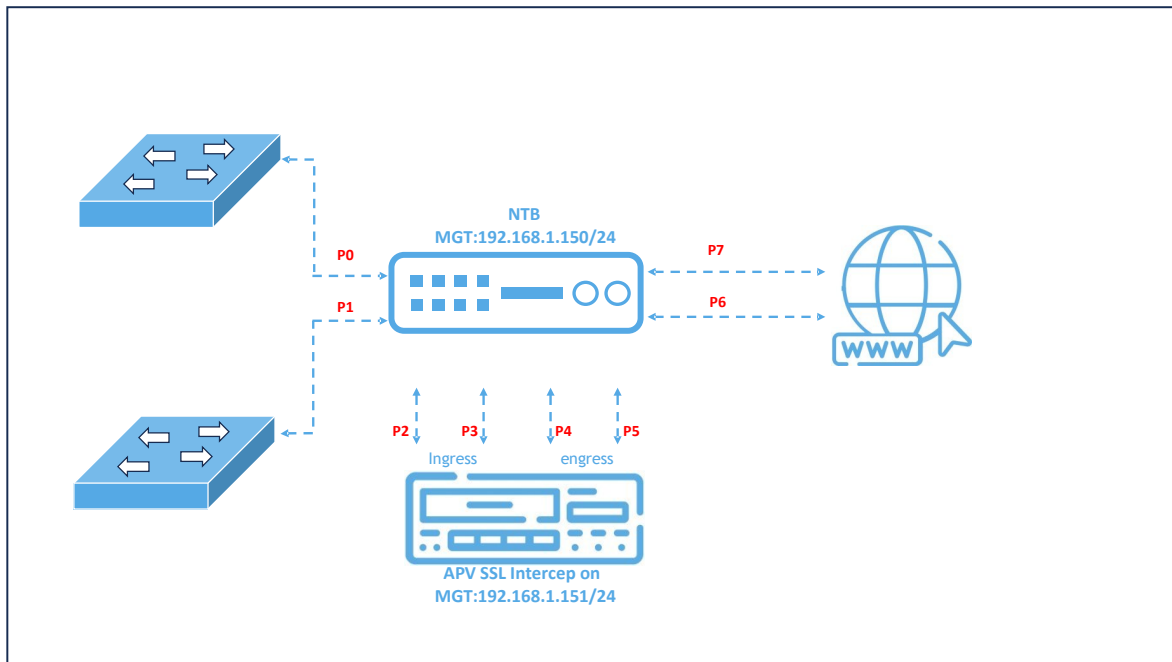 NTB
MGT:192.168.1.150/24
P0
P7
P1
P6
P2 P3 P4 P5
Ingress engress
WWW
APV SSL Intercep on
MGT:192.168.1.151/24